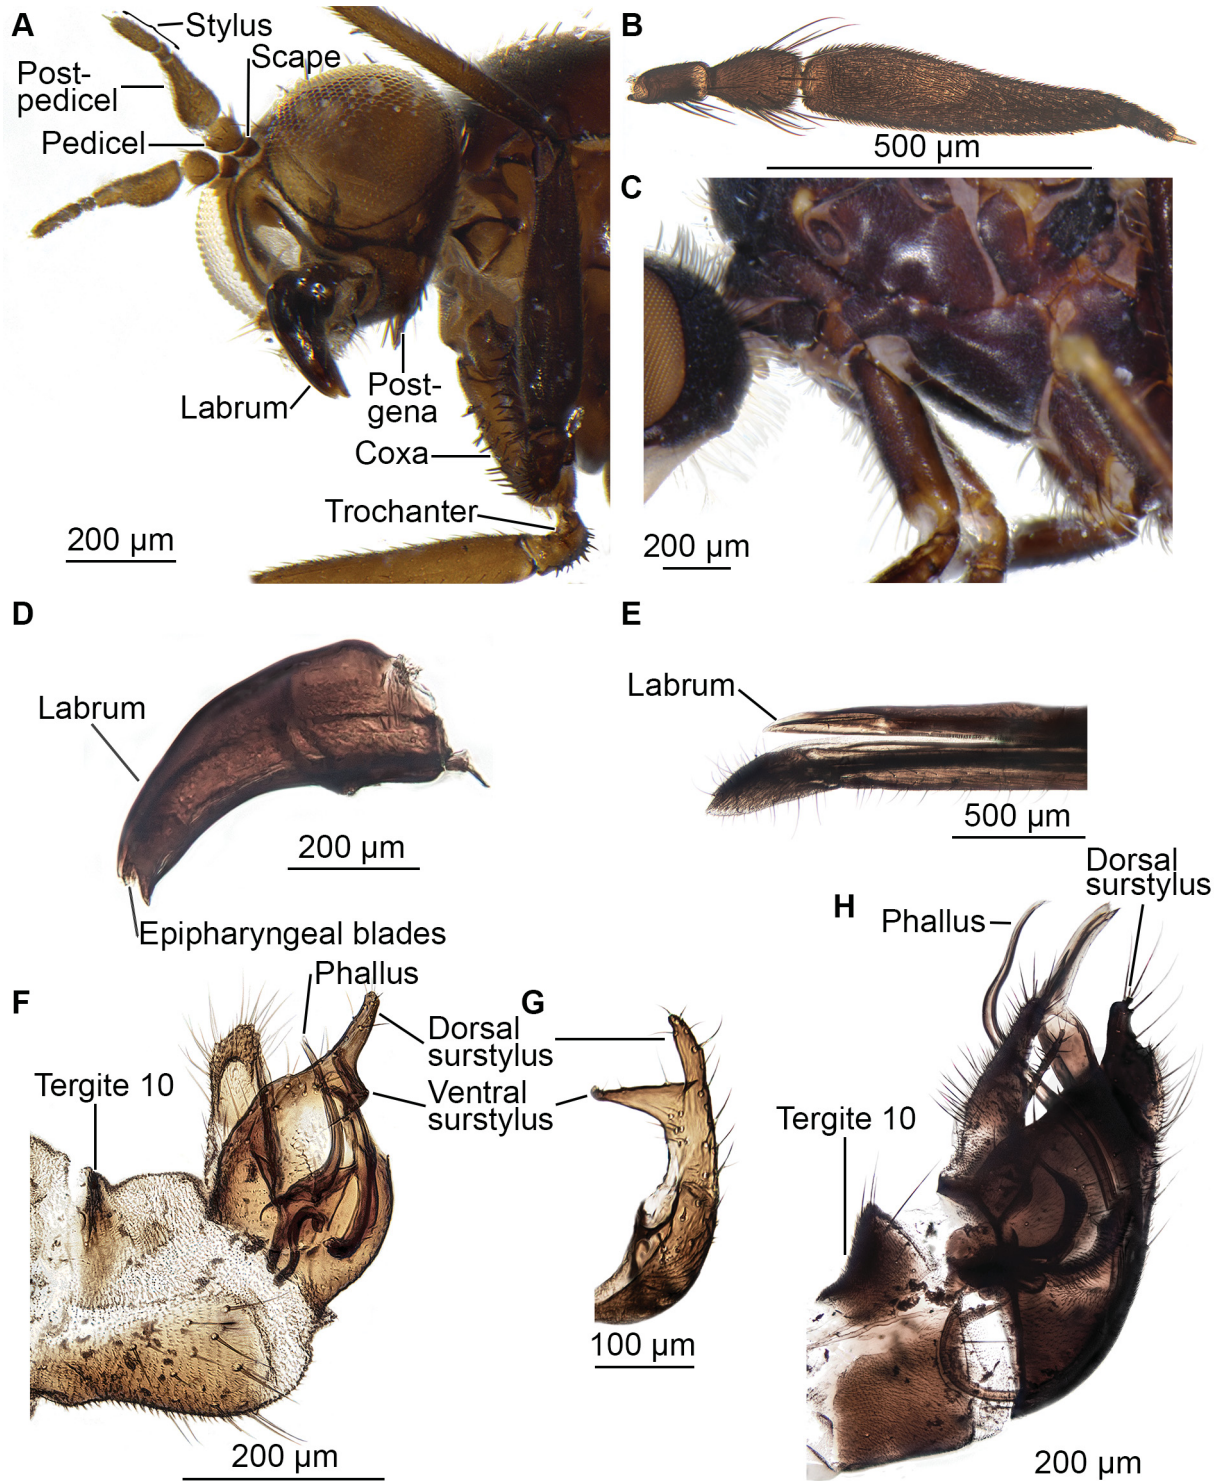 A
Stylus
Scape
Post-
pedicel
Pedicel
Labrum
Post-
gena
Coxa
Trochanter
200 µm
B
500 µm
C
200 µm
D
Labrum
200 µm
Epipharyngeal blades
E
Labrum
500 µm
F
Phallus
Tergite 10
Dorsal
surstylus
Ventral
surstylus
200 µm
G
100 µm
H
Phallus
Dorsal
surstylus
Tergite 10
200 µm